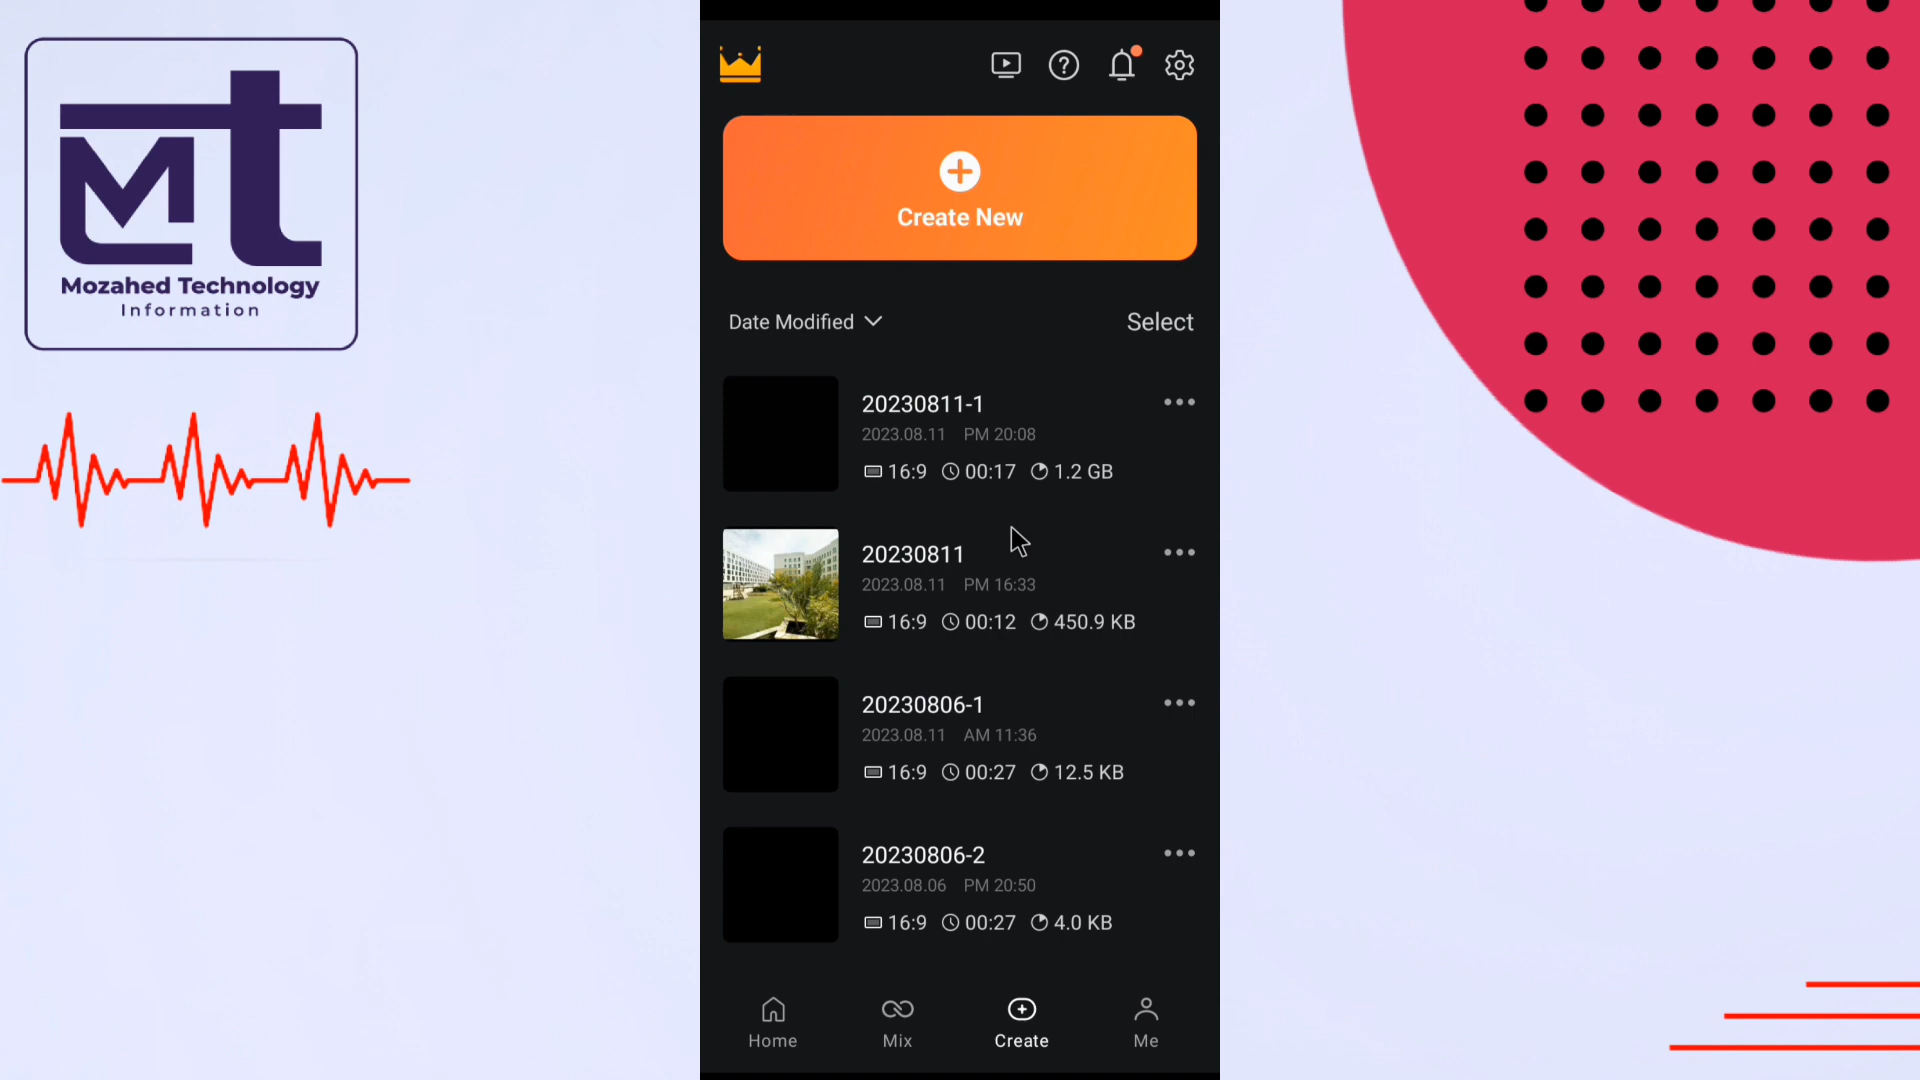 mt
Mozahed Technology
Information
Create New
Date Modified
Select
20230811-1
2023.08.11 PM 20:08
16:9 00:17 1.2 GB
20230811
2023.08.11 PM 16:33
16:9 00:12 450.9 KB
20230806-1
2023.08.11 AM 11:36
16:9 00:27 12.5 KB
20230806-2
2023.08.06 PM 20:50
16:9 00:27 4.0 KB
Home Mix Create Me